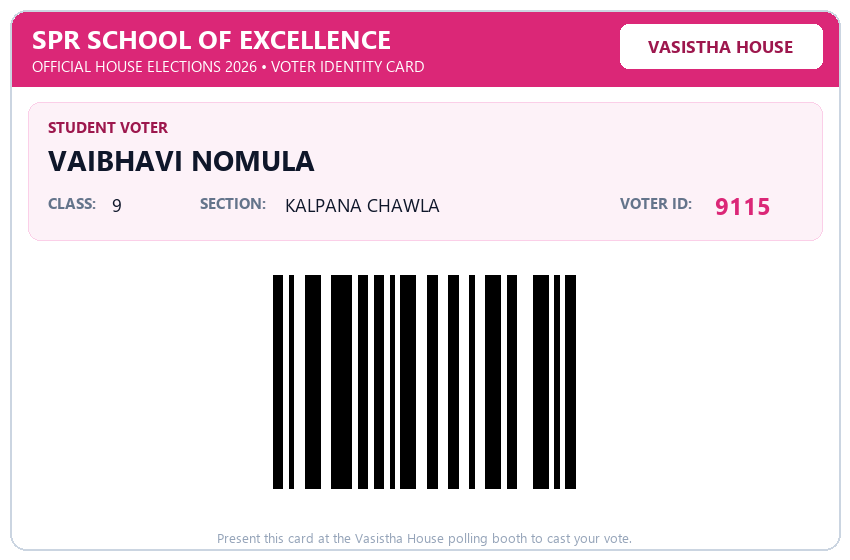 SPR SCHOOL OF EXCELLENCE
OFFICIAL HOUSE ELECTIONS 2026 • VOTER IDENTITY CARD
VASISTHA HOUSE
STUDENT VOTER
VAIBHAVI NOMULA
CLASS: 9 SECTION: KALPANA CHAWLA VOTER ID: 9115
Present this card at the Vasistha House polling booth to cast your vote.